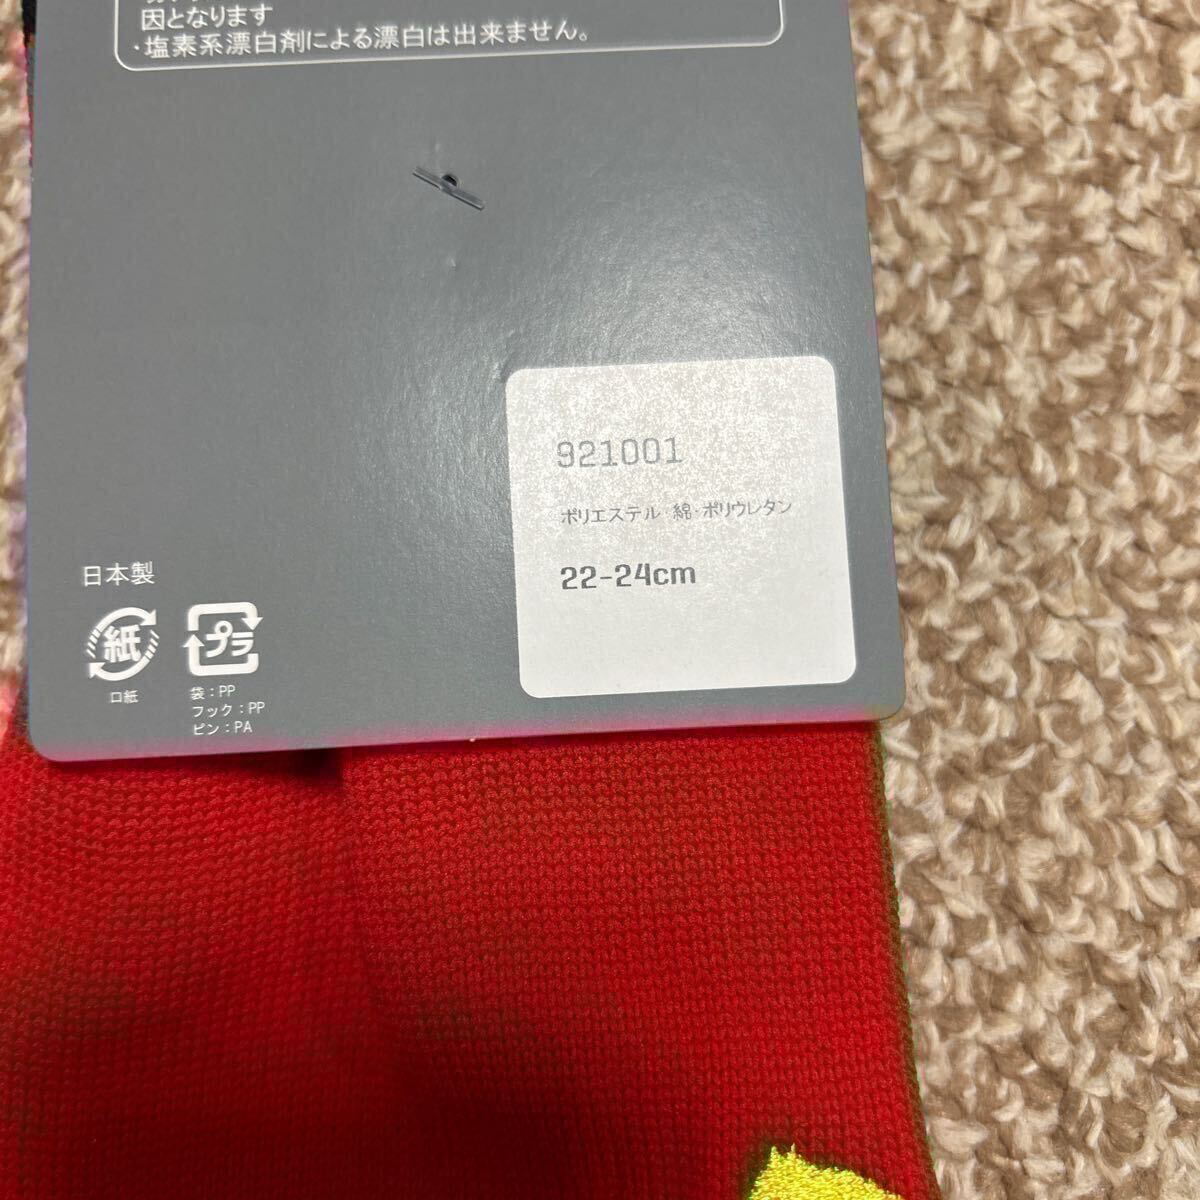 因となります
・塩素系漂白剤による漂白は出来ません。
921001
ポリエステル・綿・ポリウレタン
22-24cm
日本製
紙
プラ
口紙
袋：PP
フック：PP
ピン：PA